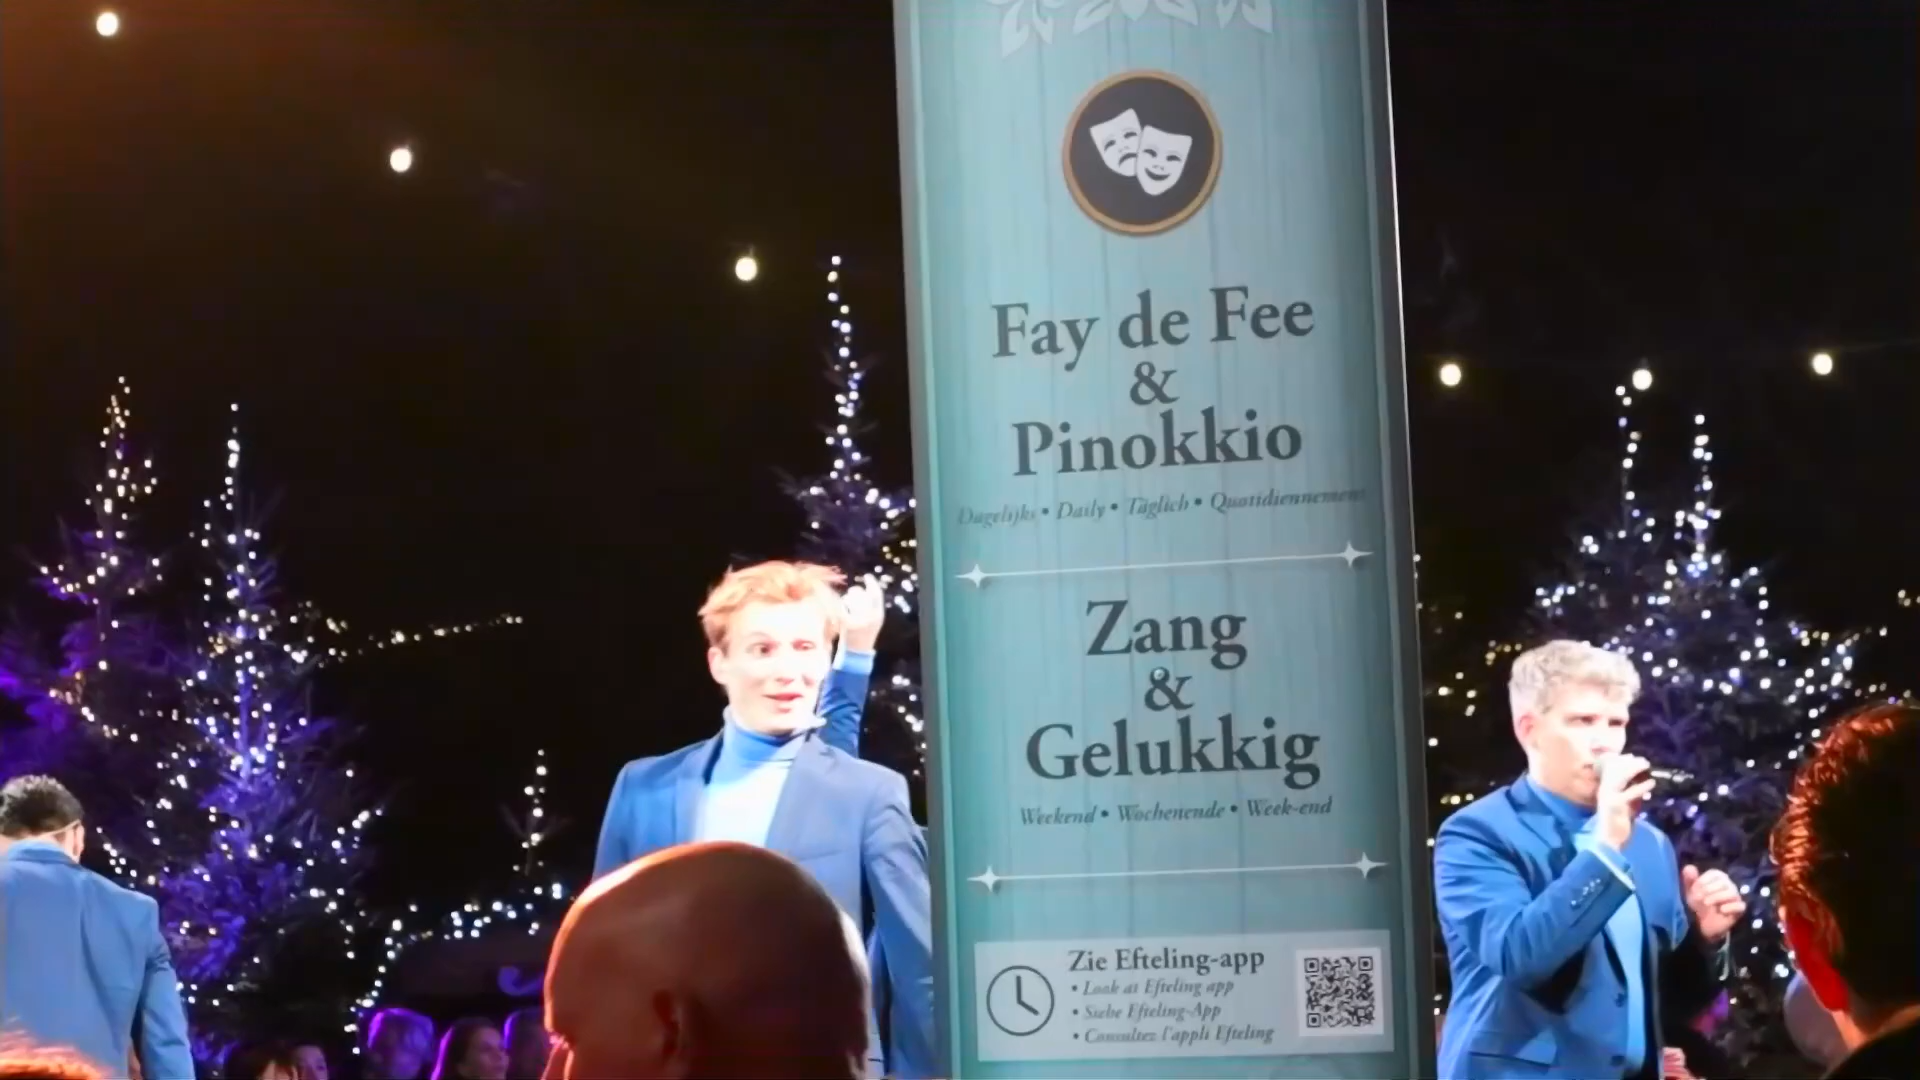 Fay de Fee
&
Pinokkio
Dagelijks • Daily • Täglich • Quotidiennement
Zang
&
Gelukkig
Weekend • Wochenende • Week-end
Zie Efteling-app
• Look at Efteling app
• Siehe Efteling-App
• Consultez l'appli Efteling